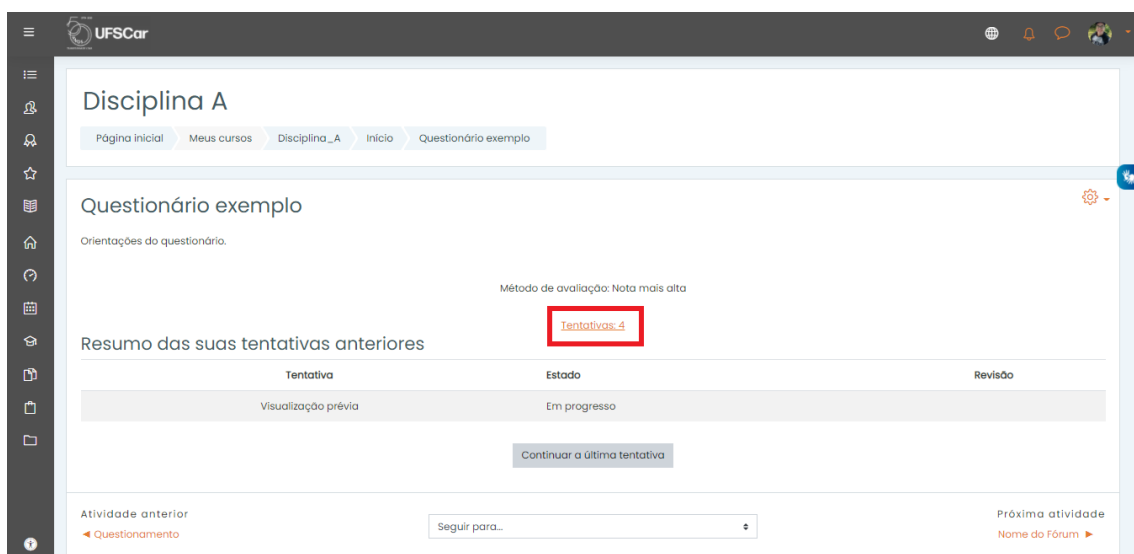 UFSCar
Disciplina A
Página inicial Meus cursos Disciplina_A Início Questionário exemplo
Questionário exemplo
Orientações do questionário.
Método de avaliação: Nota mais alta
Tentativas: 4
Resumo das suas tentativas anteriores
Tentativa Estado Revisão
Visualização prévia Em progresso
Continuar a última tentativa
Atividade anterior
◄ Questionamento
Seguir para...
Próxima atividade
Nome do Fórum ►